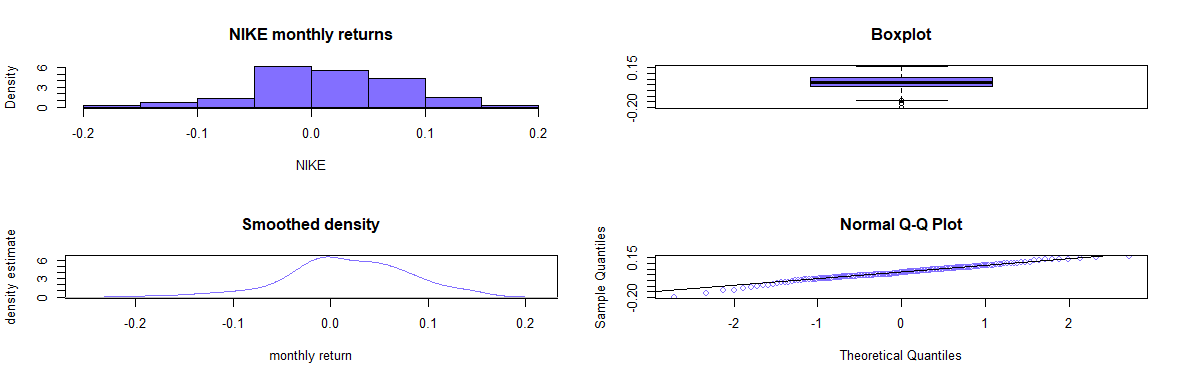 NIKE monthly returns
Density
0 3 6
-0.2 -0.1 0.0 0.1 0.2
NIKE
Boxplot
-0.20 0.15
Smoothed density
density estimate
0 3 6
-0.2 -0.1 0.0 0.1 0.2
monthly return
Normal Q-Q Plot
Sample Quantiles
-0.20 0.15
-2 -1 0 1 2
Theoretical Quantiles